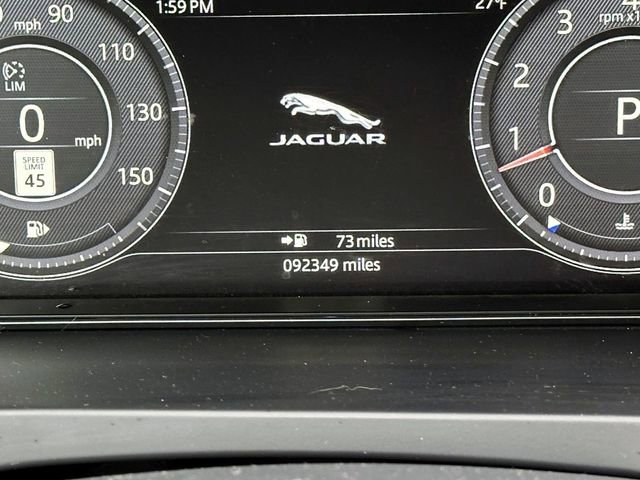 1:59 PM
27°F
mph
90
110
130
150
LIM
0
mph
SPEED
LIMIT
45
JAGUAR
73 miles
092349 miles
rpm x1
3
2
1
0
P